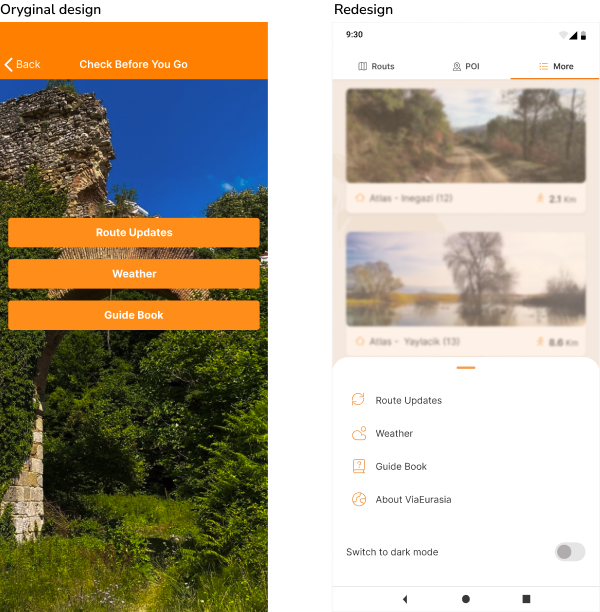 Oryginal design
Redesign
Back
Check Before You Go
Route Updates
Weather
Guide Book
9:30
Routs
POI
More
Atlas - Inegazi (12)
2.1 Km
Atlas - Yaylacik (13)
8.6 Km
Route Updates
Weather
Guide Book
About ViaEurasia
Switch to dark mode